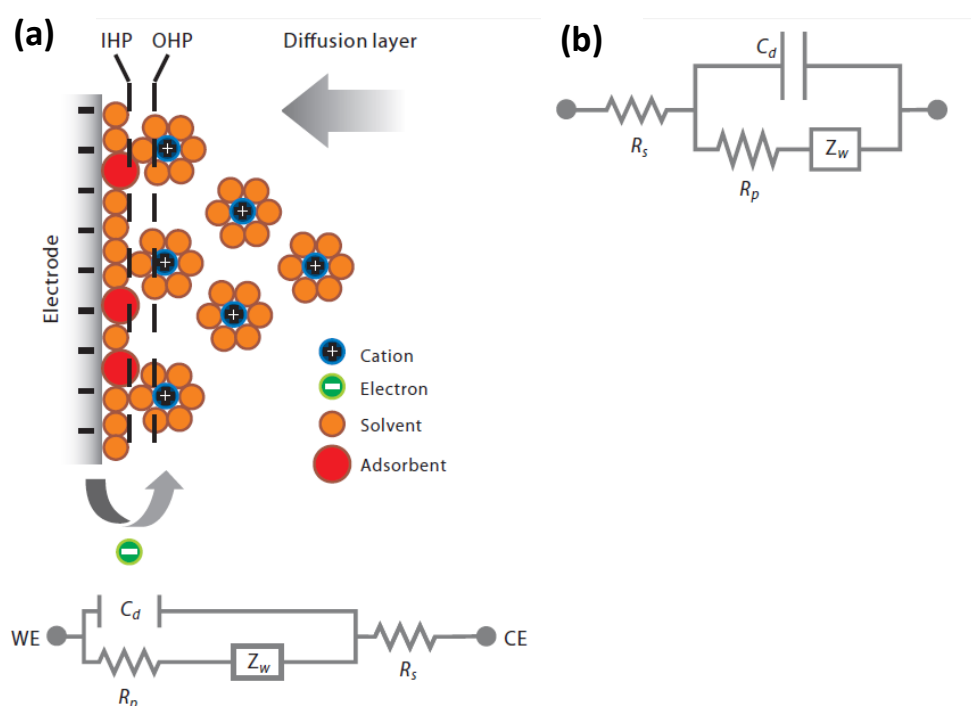 (a)
IHP OHP
Diffusion layer
Electrode
Cation
Electron
Solvent
Adsorbent
WE
C_d
R_p
Z_w
R_s
CE
(b)
C_d
R_s
R_p
Z_w